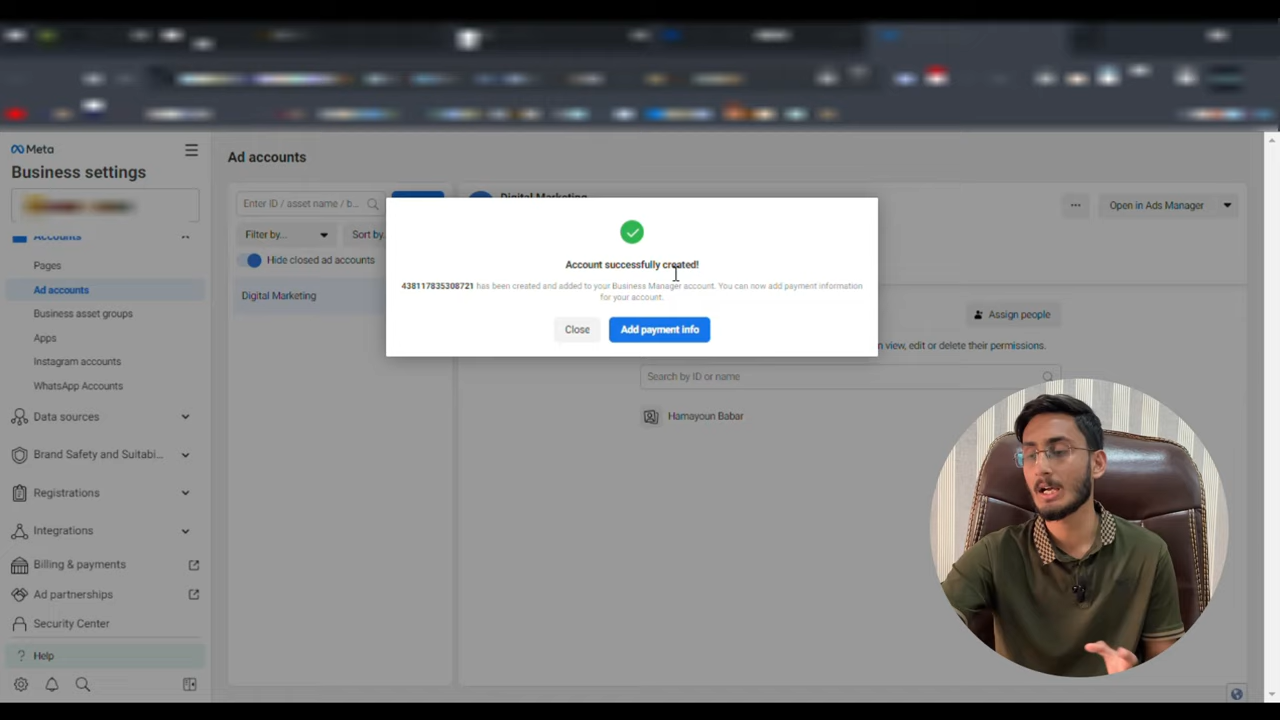 Meta
Business settings
Accounts
Pages
Ad accounts
Business asset groups
Apps
Instagram accounts
WhatsApp Accounts
Data sources
Brand Safety and Suitabi...
Registrations
Integrations
Billing & payments
Ad partnerships
Security Center
? Help
Ad accounts
Enter ID / asset name / b...
Filter by...
Sort by.
Hide closed ad accounts
Digital Marketing
Digital Marketing
...
Open in Ads Manager
Account successfully created!
438117835308721 has been created and added to your Business Manager account. You can now add payment information
for your account.
Close
Add payment info
Assign people
n view, edit or delete their permissions.
Search by ID or name
Hamayoun Babar